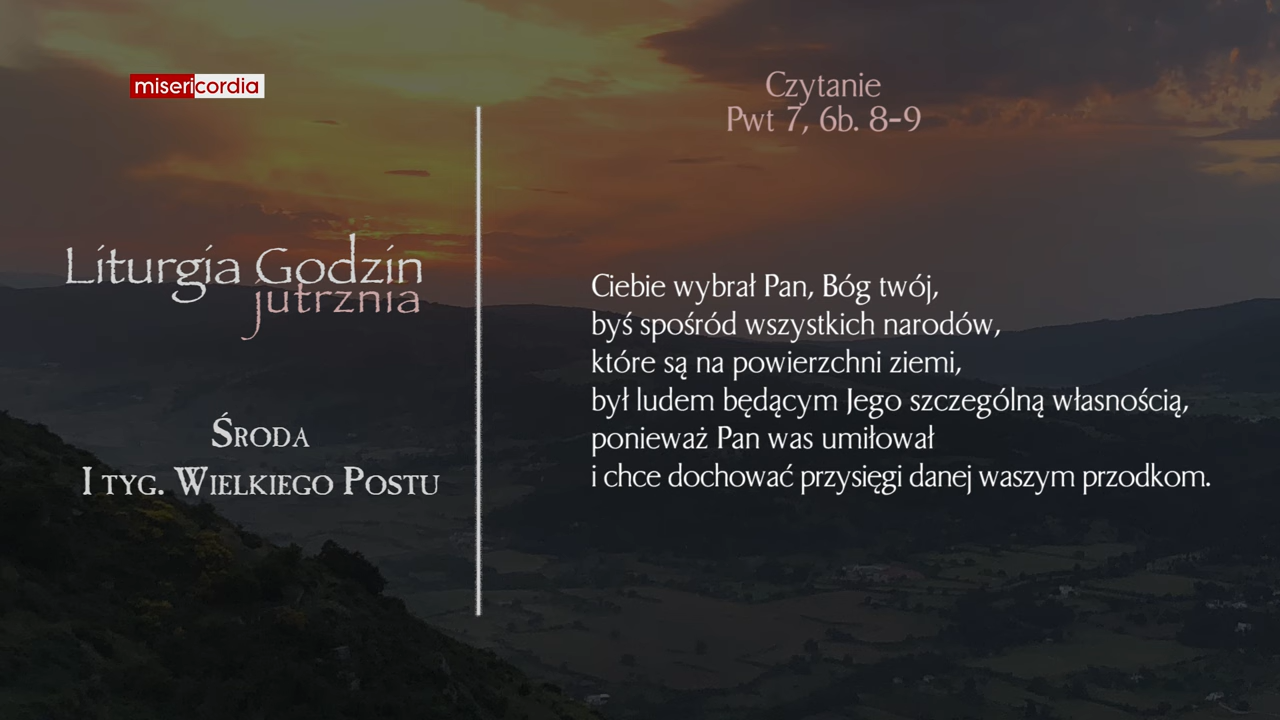 misericordia
Liturgia Godzin
jutrznia
Środa
I tyg. Wielkiego Postu
Czytanie
Pwt 7, 6b. 8-9
Ciebie wybrał Pan, Bóg twój,
byś spośród wszystkich narodów,
które są na powierzchni ziemi,
był ludem będącym Jego szczególną własnością,
ponieważ Pan was umiłował
i chce dochować przysięgi danej waszym przodkom.